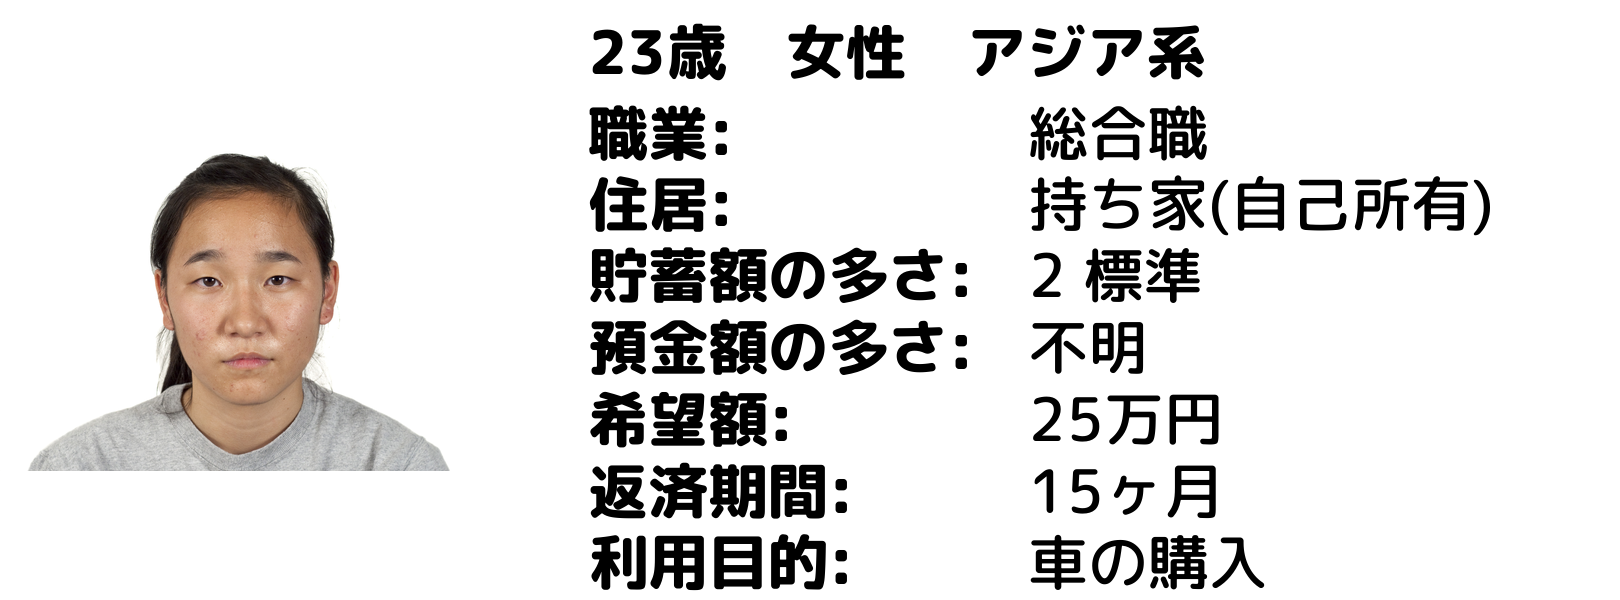 23歳　女性　アジア系
職業: 総合職
住居: 持ち家(自己所有)
貯蓄額の多さ: 2 標準
預金額の多さ: 不明
希望額: 25万円
返済期間: 15ヶ月
利用目的: 車の購入